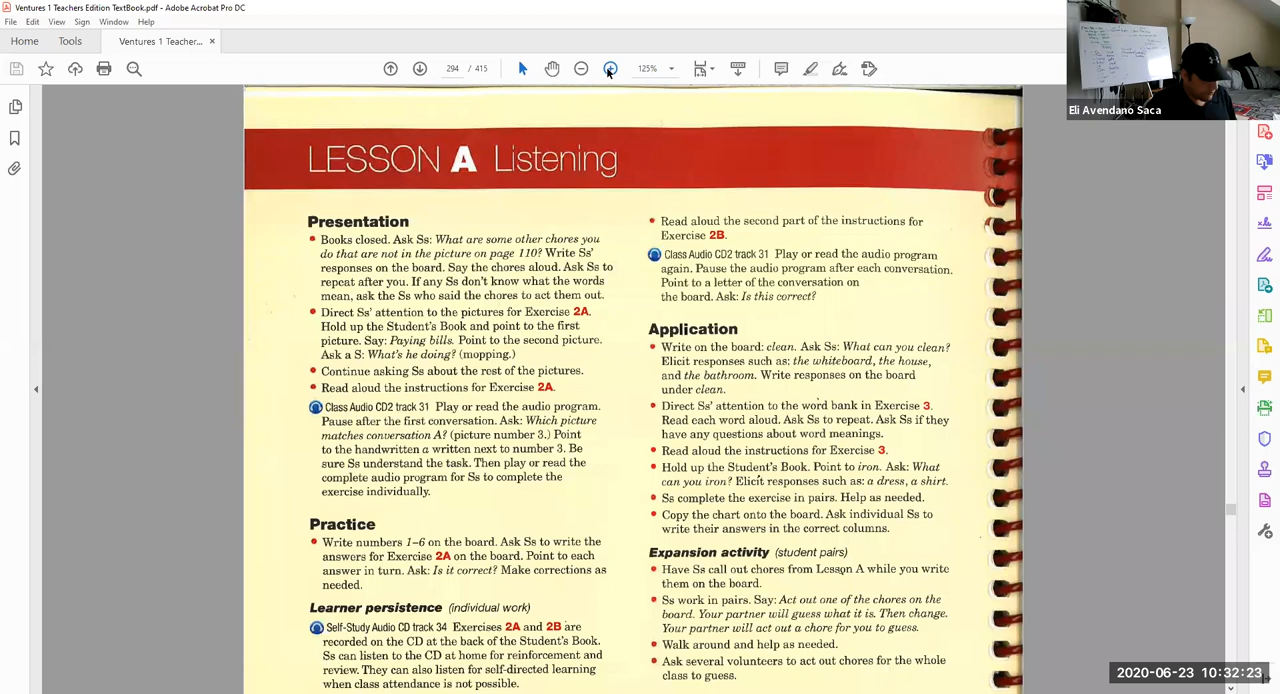 Ventures 1 Teachers Edition TextBook.pdf - Adobe Acrobat Pro DC
File Edit View Sign Window Help
Home Tools Ventures 1 Teacher... ×
294 / 415 125%
Eli Avendano Saca
LESSON A Listening
Presentation
• Books closed. Ask Ss: What are some other chores you
do that are not in the picture on page 110? Write Ss'
responses on the board. Say the chores aloud. Ask Ss to
repeat after you. If any Ss don't know what the words
mean, ask the Ss who said the chores to act them out.
• Direct Ss' attention to the pictures for Exercise 2A.
Hold up the Student's Book and point to the first
picture. Say: Paying bills. Point to the second picture.
Ask a S: What's he doing? (mopping.)
• Continue asking Ss about the rest of the pictures.
• Read aloud the instructions for Exercise 2A.
Class Audio CD2 track 31 Play or read the audio program.
Pause after the first conversation. Ask: Which picture
matches conversation A? (picture number 3.) Point
to the handwritten a written next to number 3. Be
sure Ss understand the task. Then play or read the
complete audio program for Ss to complete the
exercise individually.
Practice
• Write numbers 1–6 on the board. Ask Ss to write the
answers for Exercise 2A on the board. Point to each
answer in turn. Ask: Is it correct? Make corrections as
needed.
Learner persistence (individual work)
Self-Study Audio CD track 34 Exercises 2A and 2B are
recorded on the CD at the back of the Student's Book.
Ss can listen to the CD at home for reinforcement and
review. They can also listen for self-directed learning
when class attendance is not possible.
• Read aloud the second part of the instructions for
Exercise 2B.
Class Audio CD2 track 31 Play or read the audio program
again. Pause the audio program after each conversation.
Point to a letter of the conversation on
the board. Ask: Is this correct?
Application
• Write on the board: clean. Ask Ss: What can you clean?
Elicit responses such as: the whiteboard, the house,
and the bathroom. Write responses on the board
under clean.
• Direct Ss' attention to the word bank in Exercise 3.
Read each word aloud. Ask Ss to repeat. Ask Ss if they
have any questions about word meanings.
• Read aloud the instructions for Exercise 3.
• Hold up the Student's Book. Point to iron. Ask: What
can you iron? Elicit responses such as: a dress, a shirt.
• Ss complete the exercise in pairs. Help as needed.
• Copy the chart onto the board. Ask individual Ss to
write their answers in the correct columns.
Expansion activity (student pairs)
• Have Ss call out chores from Lesson A while you write
them on the board.
• Ss work in pairs. Say: Act out one of the chores on the
board. Your partner will guess what it is. Then change.
Your partner will act out a chore for you to guess.
• Walk around and help as needed.
• Ask several volunteers to act out chores for the whole
class to guess.
2020-06-23 10:32:23